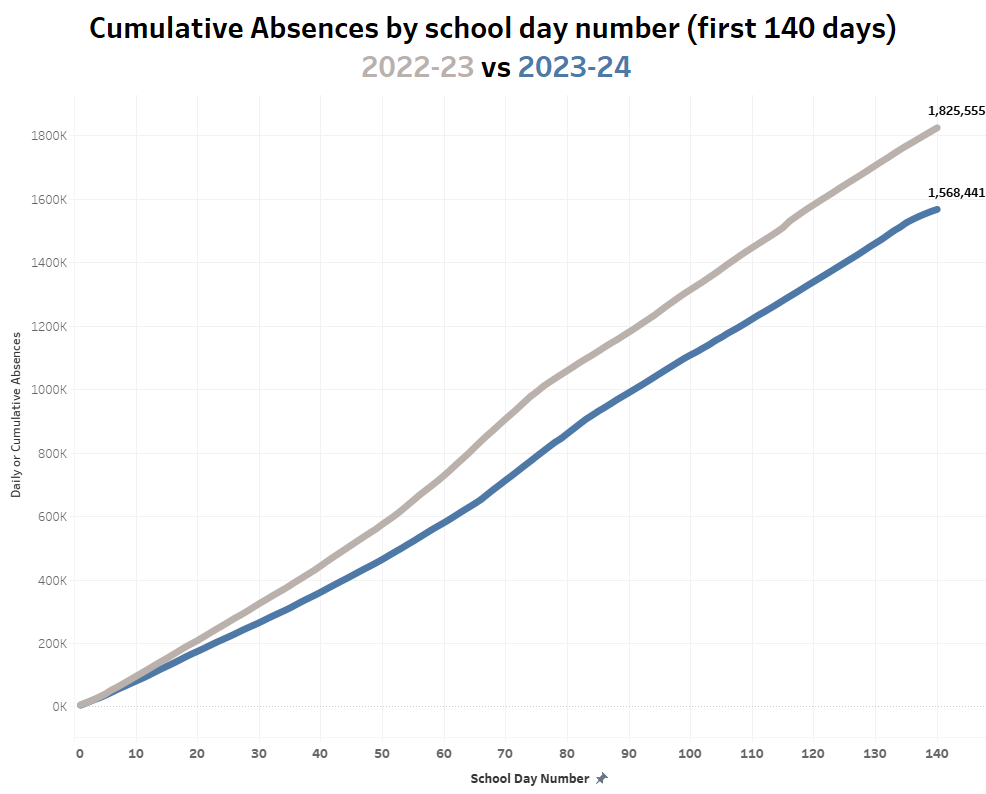 Cumulative Absences by school day number (first 140 days)
2022-23 vs 2023-24
1,825,555
1,568,441
Daily or Cumulative Absences
1800K
1600K
1400K
1200K
1000K
800K
600K
400K
200K
0K
0 10 20 30 40 50 60 70 80 90 100 110 120 130 140
School Day Number